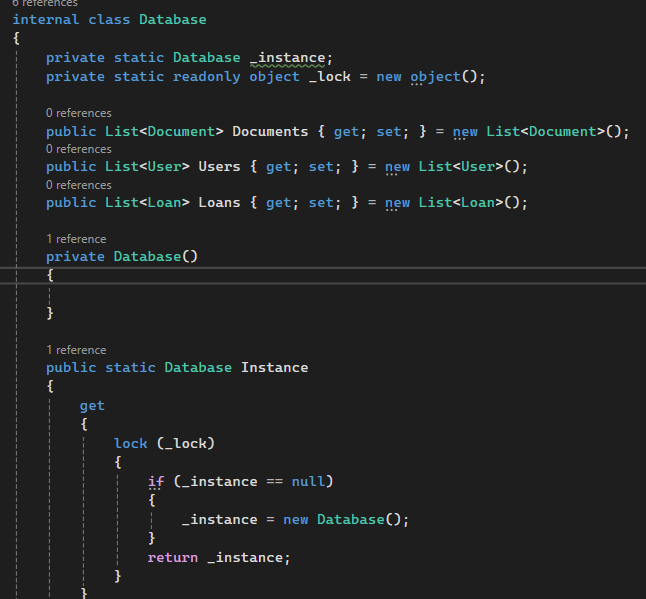 6 references
internal class Database
{
private static Database _instance;
private static readonly object _lock = new object();
0 references
public List<Document> Documents { get; set; } = new List<Document>();
0 references
public List<User> Users { get; set; } = new List<User>();
0 references
public List<Loan> Loans { get; set; } = new List<Loan>();
1 reference
private Database()
{
}
1 reference
public static Database Instance
{
get
{
lock (_lock)
{
if (_instance == null)
{
_instance = new Database();
}
return _instance;
}
}